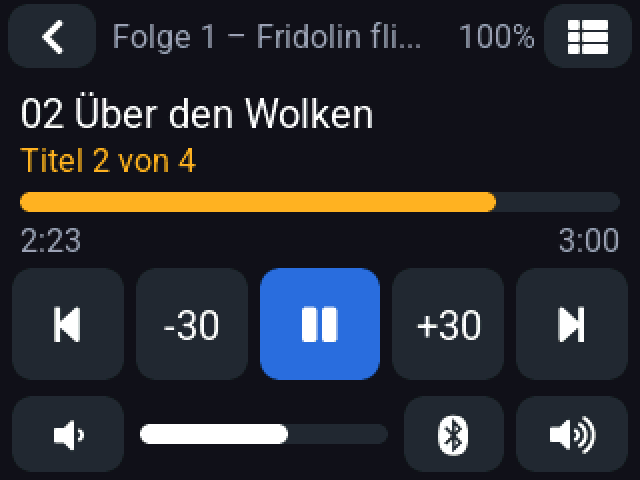 Folge 1 – Fridolin fli... 100%
02 Über den Wolken
Titel 2 von 4
2:23 3:00
-30 +30